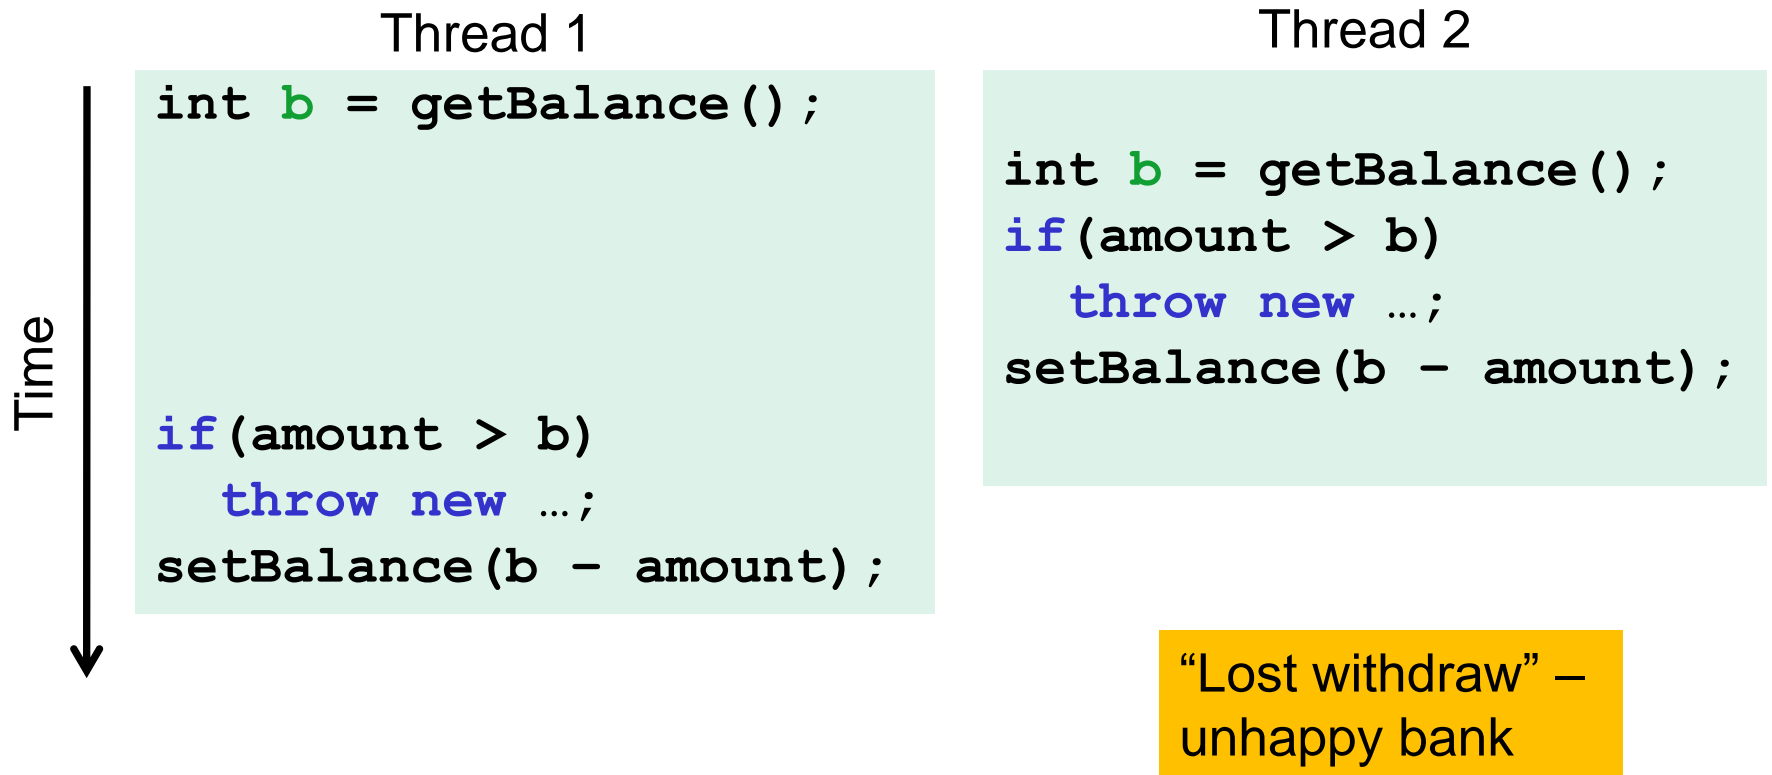 Thread 1
int b = getBalance();
if(amount > b)
  throw new …;
setBalance(b – amount);
Thread 2
int b = getBalance();
if(amount > b)
  throw new …;
setBalance(b – amount);
Time
“Lost withdraw” –
unhappy bank